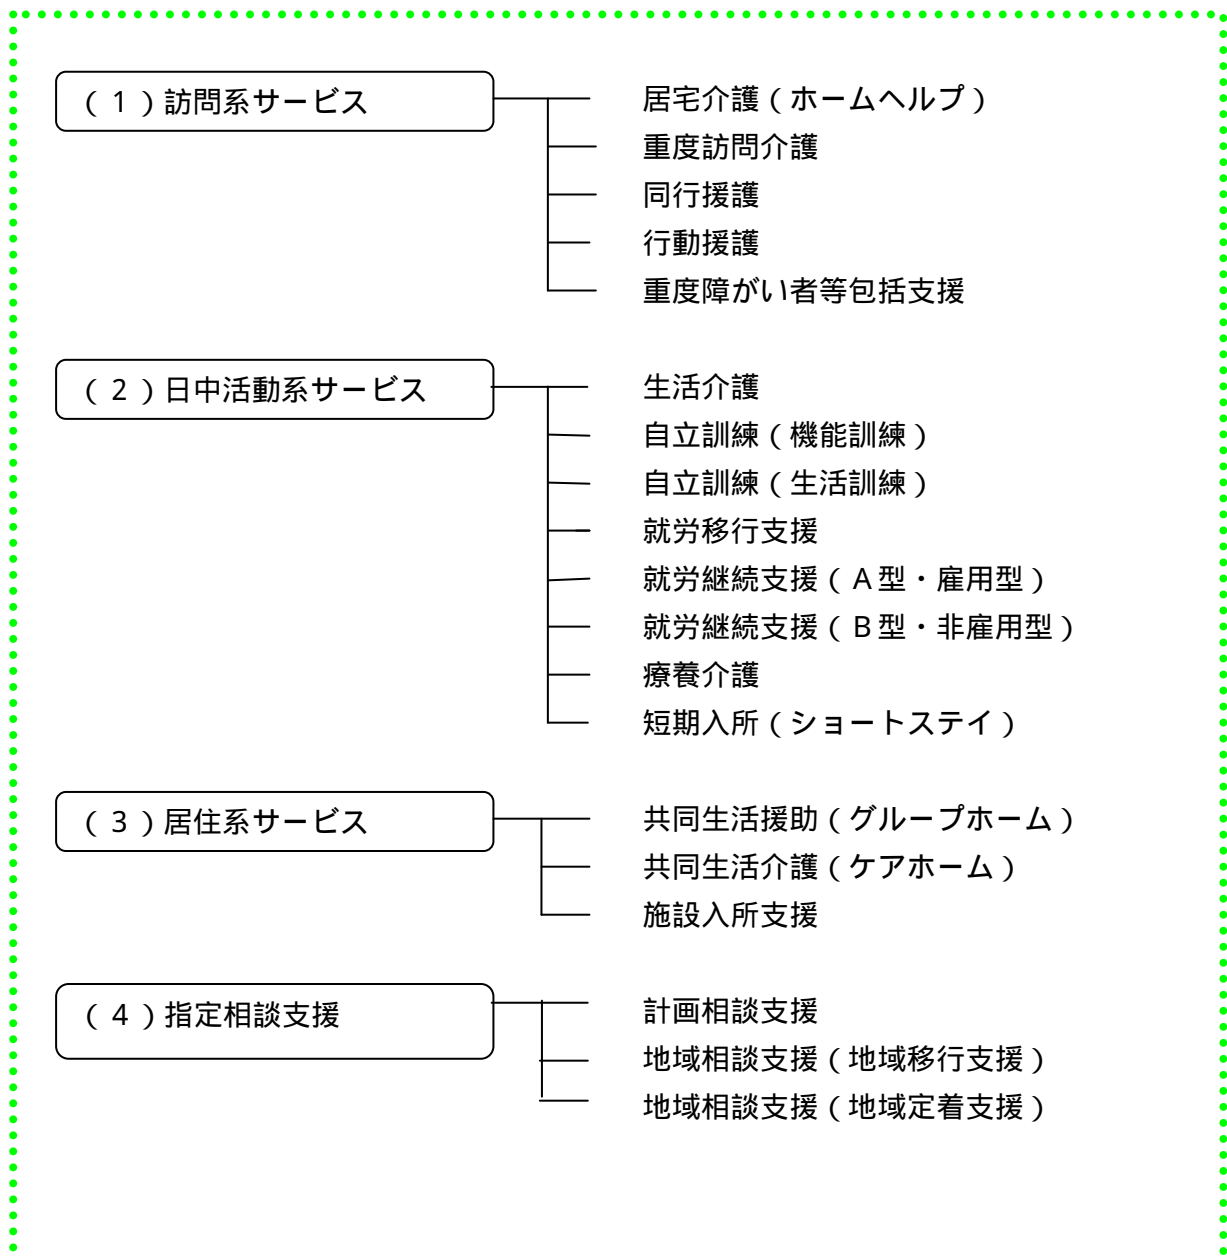 （１）訪問系サービス
居宅介護（ホームヘルプ）
重度訪問介護
同行援護
行動援護
重度障がい者等包括支援
（２）日中活動系サービス
生活介護
自立訓練（機能訓練）
自立訓練（生活訓練）
就労移行支援
就労継続支援（Ａ型・雇用型）
就労継続支援（Ｂ型・非雇用型）
療養介護
短期入所（ショートステイ）
（３）居住系サービス
共同生活援助（グループホーム）
共同生活介護（ケアホーム）
施設入所支援
（４）指定相談支援
計画相談支援
地域相談支援（地域移行支援）
地域相談支援（地域定着支援）